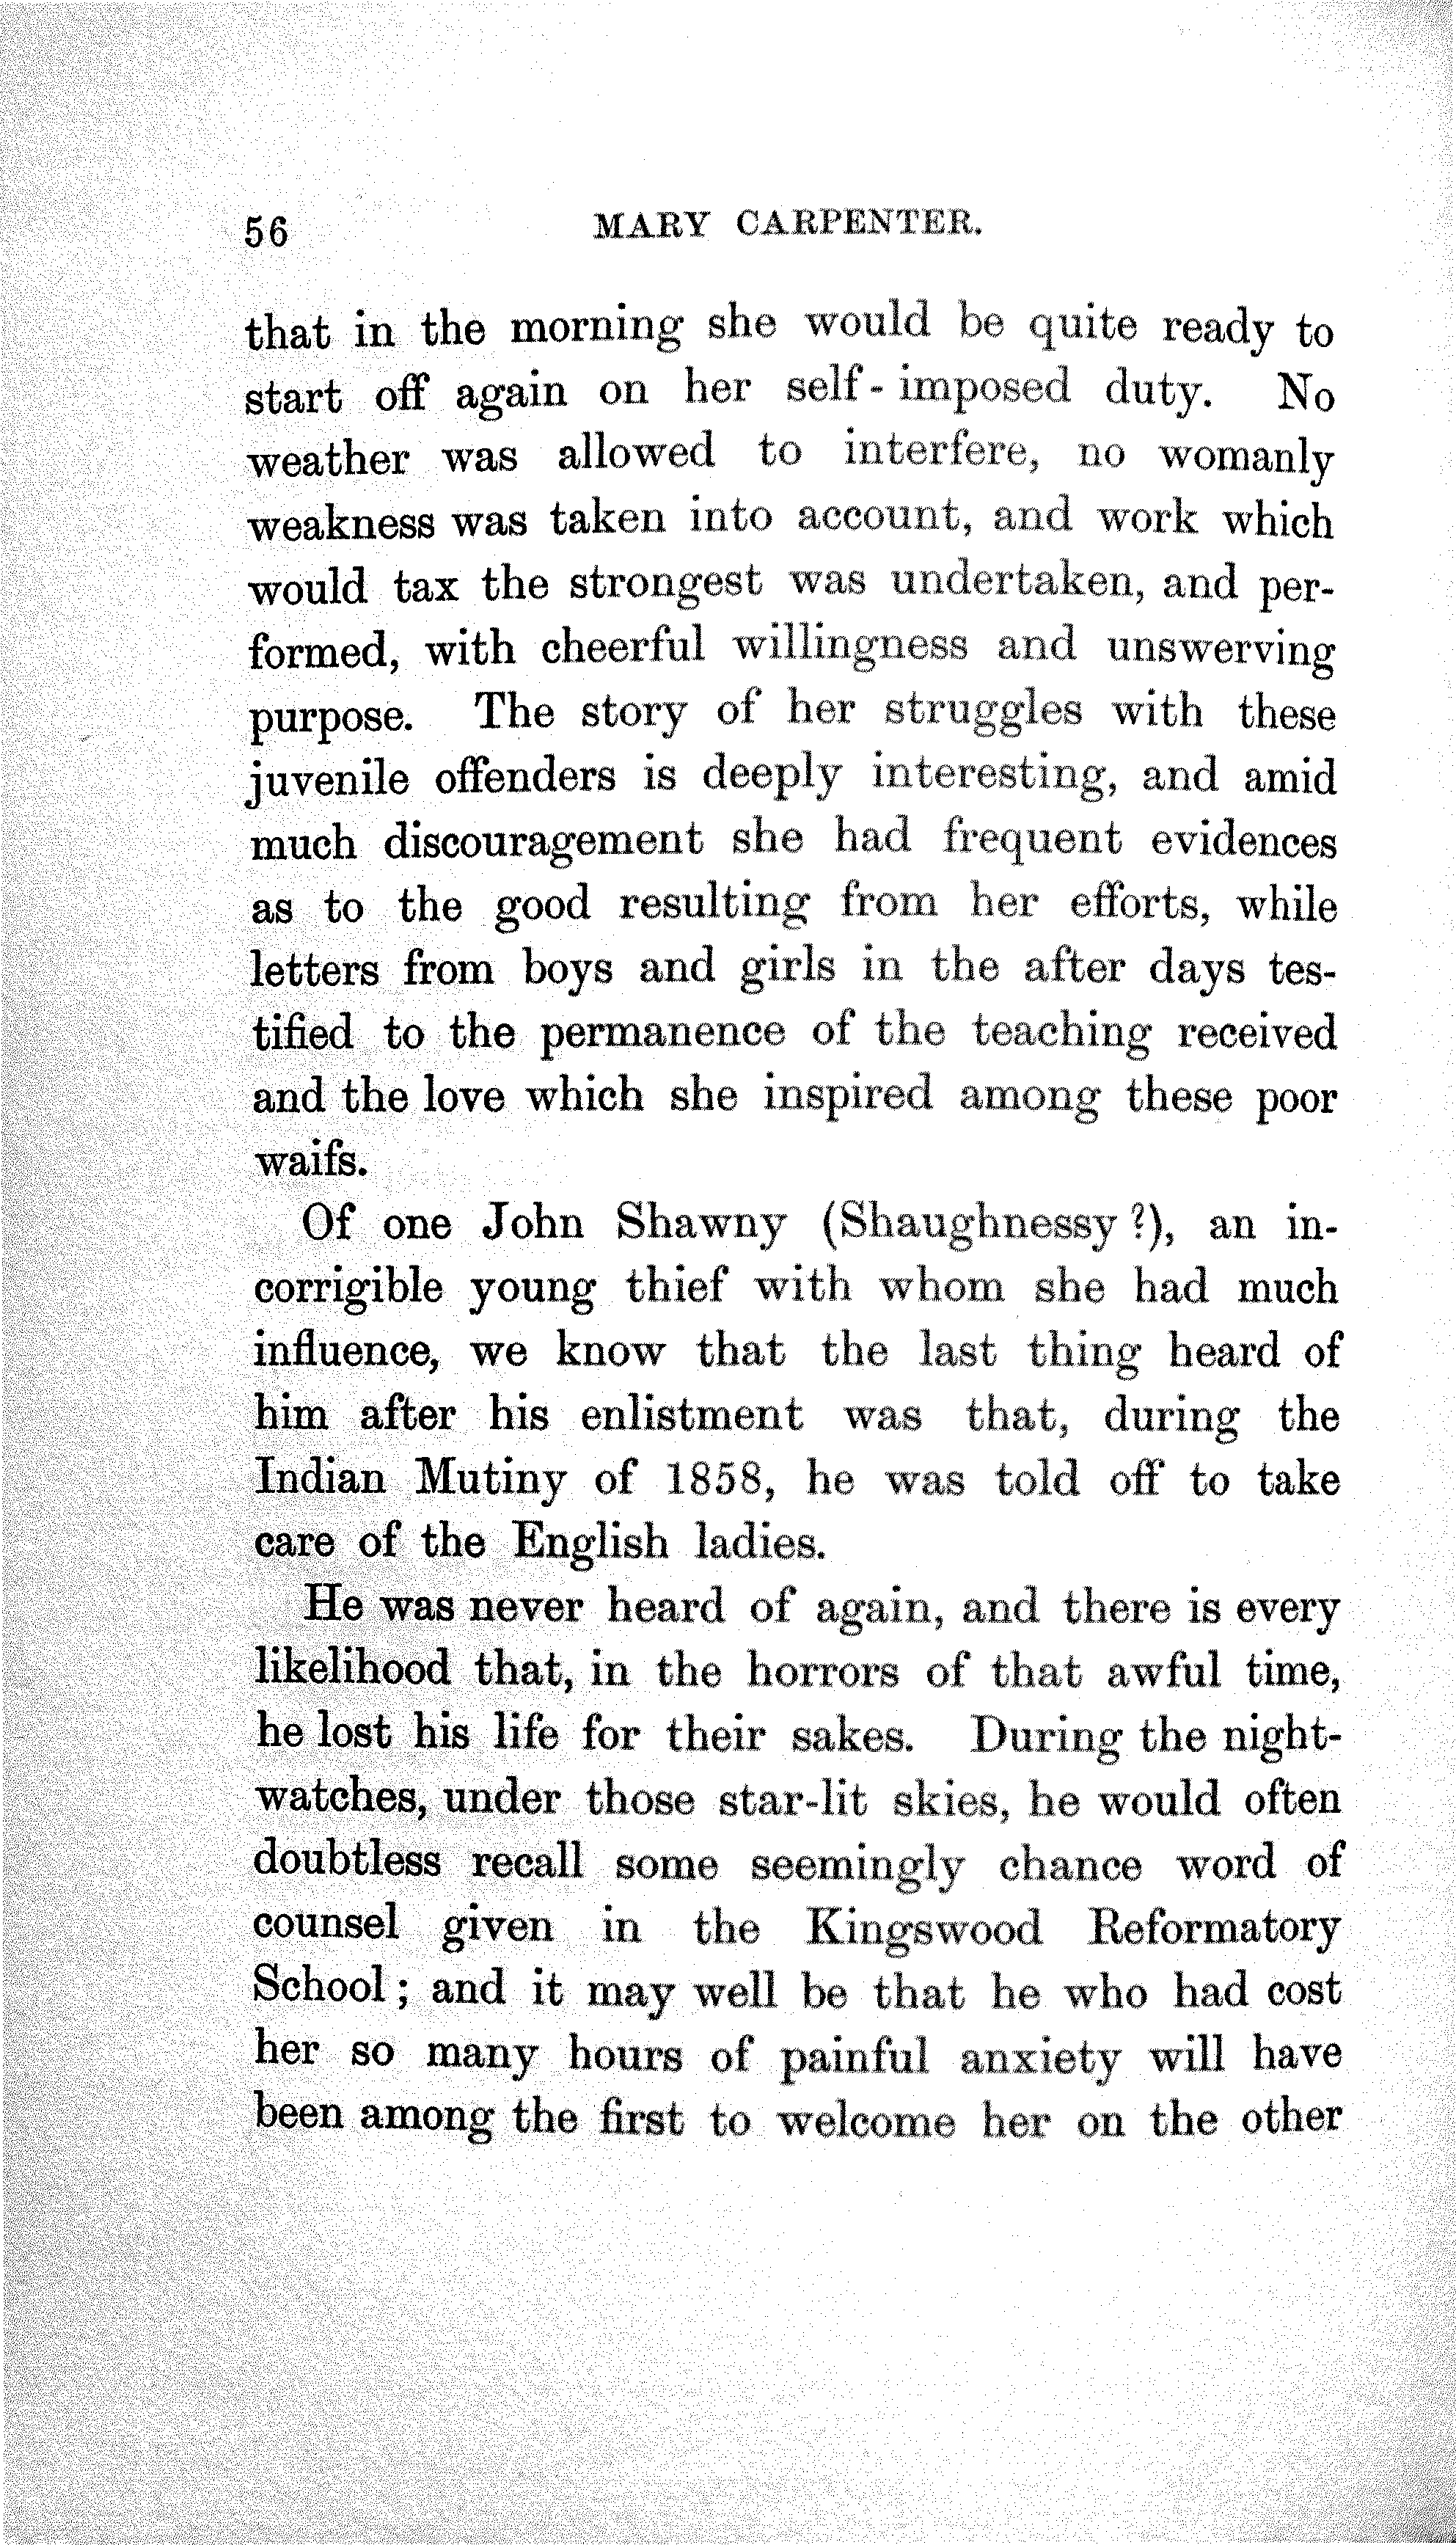 56 MARY CARPENTER.
that in the morning she would be quite ready to
start off again on her self-imposed duty. No
weather was allowed to interfere, no womanly
weakness was taken into account, and work which
would tax the strongest was undertaken, and per-
formed, with cheerful willingness and unswerving
purpose. The story of her struggles with these
juvenile offenders is deeply interesting, and amid
much discouragement she had frequent evidences
as to the good resulting from her efforts, while
letters from boys and girls in the after days tes-
tified to the permanence of the teaching received
and the love which she inspired among these poor
waifs.
Of one John Shawny (Shaughnessy ?), an in-
corrigible young thief with whom she had much
influence, we know that the last thing heard of
him after his enlistment was that, during the
Indian Mutiny of 1858, he was told off to take
care of the English ladies.
He was never heard of again, and there is every
likelihood that, in the horrors of that awful time,
he lost his life for their sakes. During the night-
watches, under those star-lit skies, he would often
doubtless recall some seemingly chance word of
counsel given in the Kingswood Reformatory
School ; and it may well be that he who had cost
her so many hours of painful anxiety will have
been among the first to welcome her on the other